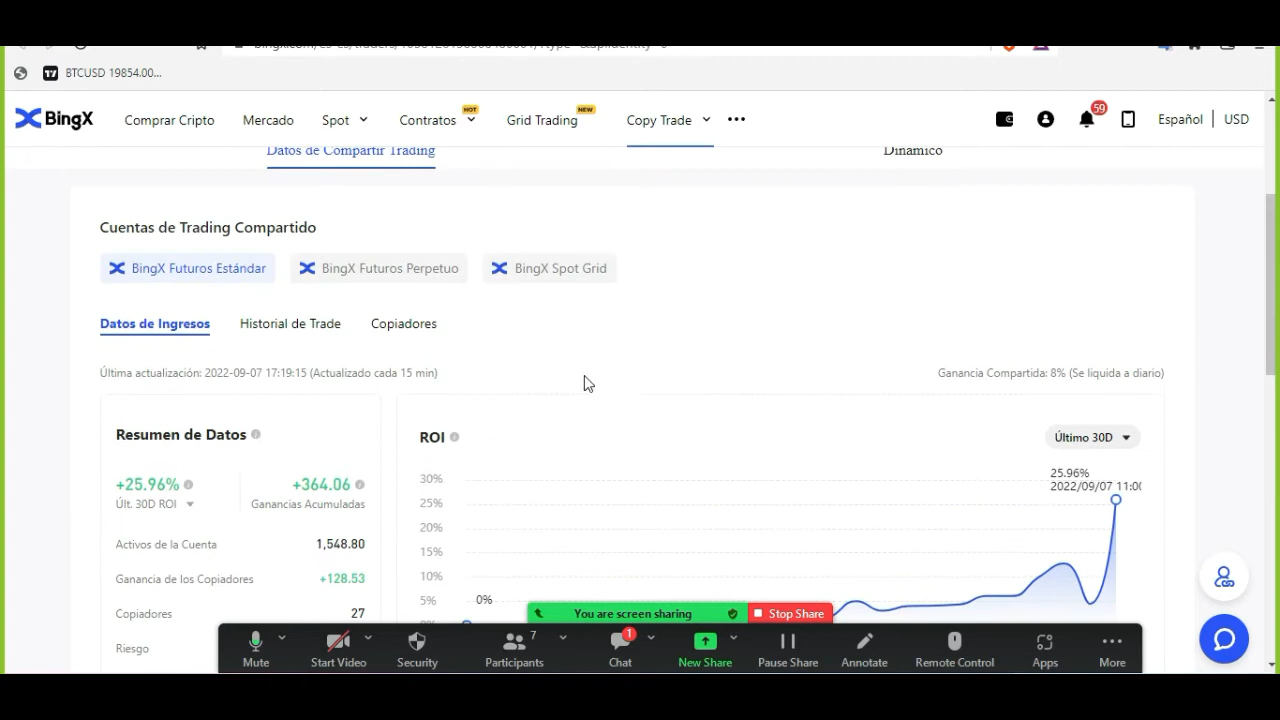 BTCUSD 19854.00...
BingX
Comprar Cripto
Mercado
Spot
Contratos
HOT
Grid Trading
NEW
Copy Trade
59
Español
USD
Datos de Compartir Trading
Dinámico
Cuentas de Trading Compartido
BingX Futuros Estándar
BingX Futuros Perpetuo
BingX Spot Grid
Datos de Ingresos
Historial de Trade
Copiadores
Última actualización: 2022-09-07 17:19:15 (Actualizado cada 15 min)
Ganancia Compartida: 8% (Se liquida a diario)
Resumen de Datos
+25.96%
Últ. 30D ROI
+364.06
Ganancias Acumuladas
Activos de la Cuenta
1,548.80
Ganancia de los Copiadores
+128.53
Copiadores
27
Riesgo
ROI
Último 30D
25.96%
2022/09/07 11:00
30%
25%
20%
15%
10%
5%
0%
You are screen sharing
Stop Share
Mute
Start Video
Security
7
Participants
1
Chat
New Share
Pause Share
Annotate
Remote Control
Apps
More